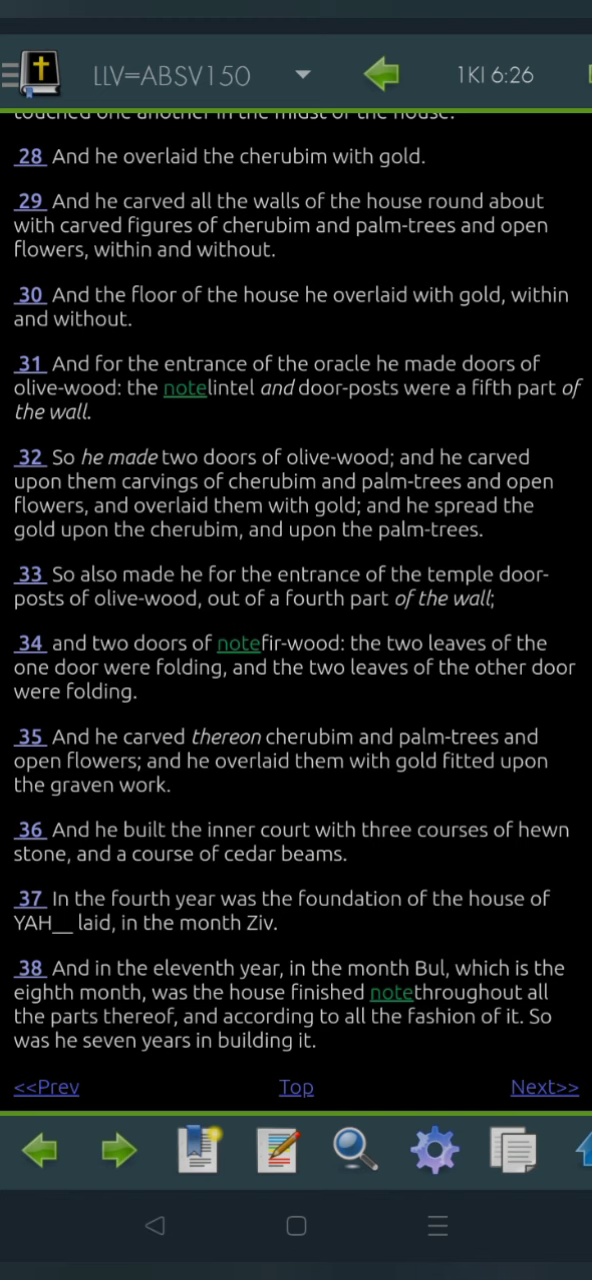 LLV=ABSV150
1KI 6:26
touched one another in the midst of the house.
28 And he overlaid the cherubim with gold.
29 And he carved all the walls of the house round about
with carved figures of cherubim and palm-trees and open
flowers, within and without.
30 And the floor of the house he overlaid with gold, within
and without.
31 And for the entrance of the oracle he made doors of
olive-wood: the notelintel and door-posts were a fifth part of
the wall.
32 So he made two doors of olive-wood; and he carved
upon them carvings of cherubim and palm-trees and open
flowers, and overlaid them with gold; and he spread the
gold upon the cherubim, and upon the palm-trees.
33 So also made he for the entrance of the temple door-
posts of olive-wood, out of a fourth part of the wall;
34 and two doors of notefir-wood: the two leaves of the
one door were folding, and the two leaves of the other door
were folding.
35 And he carved thereon cherubim and palm-trees and
open flowers; and he overlaid them with gold fitted upon
the graven work.
36 And he built the inner court with three courses of hewn
stone, and a course of cedar beams.
37 In the fourth year was the foundation of the house of
YAH__ laid, in the month Ziv.
38 And in the eleventh year, in the month Bul, which is the
eighth month, was the house finished notethroughout all
the parts thereof, and according to all the fashion of it. So
was he seven years in building it.
<<Prev Top Next>>